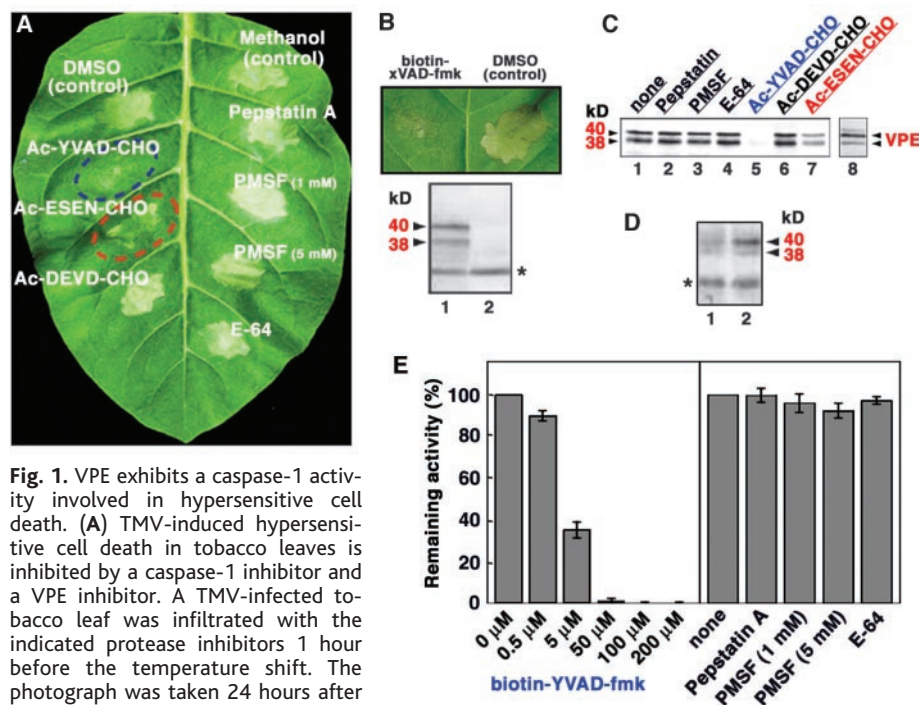 A
DMSO
(control)
Methanol
(control)
Pepstatin A
Ac-YVAD-CHO
PMSF (1 mM)
Ac-ESEN-CHO
PMSF (5 mM)
Ac-DEVD-CHO
E-64
B
biotin-
xVAD-fmk
DMSO
(control)
kD
40
38
*
1 2
C
none
Pepstatin
PMSF
E-64
Ac-YVAD-CHO
Ac-DEVD-CHO
Ac-ESEN-CHO
kD
40
38
VPE
1 2 3 4 5 6 7 8
D
kD
40
38
*
1 2
E
Remaining activity (%)
100
80
60
40
20
0
0 µM
0.5 µM
5 µM
50 µM
100 µM
200 µM
biotin-YVAD-fmk
none
Pepstatin A
PMSF (1 mM)
PMSF (5 mM)
E-64
Fig. 1. VPE exhibits a caspase-1 activ-
ity involved in hypersensitive cell
death. (A) TMV-induced hypersensi-
tive cell death in tobacco leaves is
inhibited by a caspase-1 inhibitor and
a VPE inhibitor. A TMV-infected to-
bacco leaf was infiltrated with the
indicated protease inhibitors 1 hour
before the temperature shift. The
photograph was taken 24 hours after